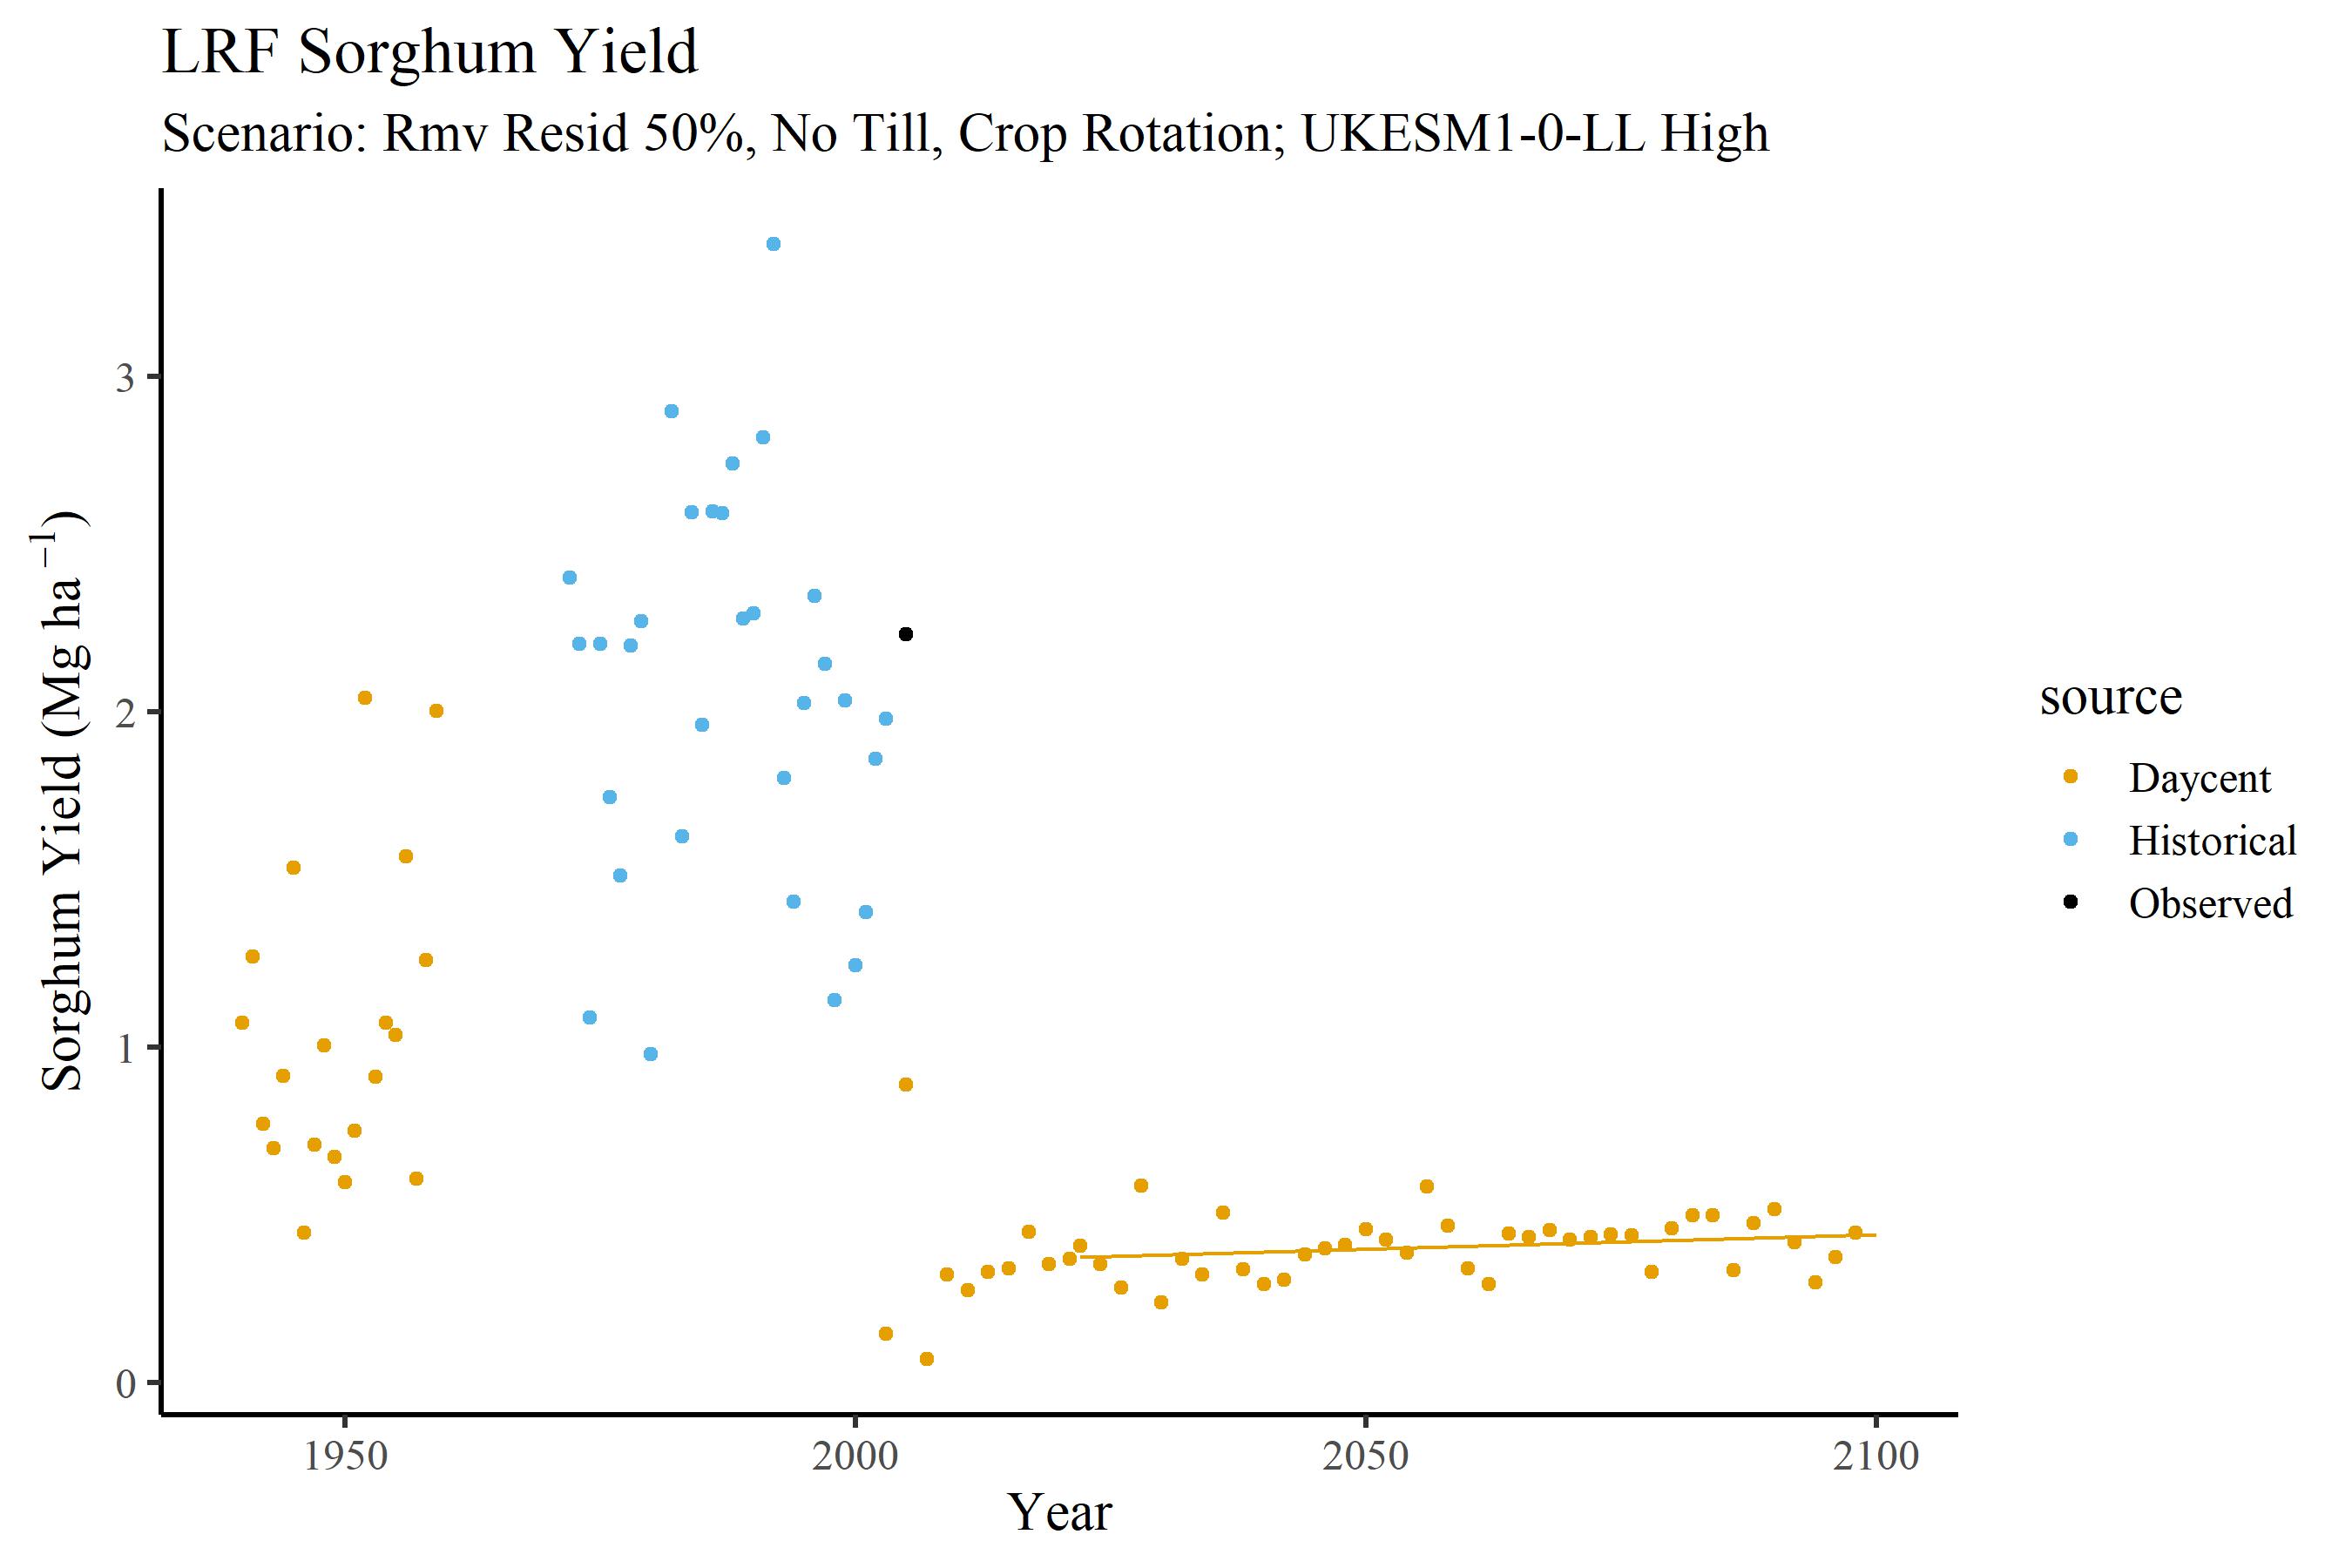 LRF Sorghum Yield
Scenario: Rmv Resid 50%, No Till, Crop Rotation; UKESM1-0-LL High
Sorghum Yield (Mg ha⁻¹)
3
2
1
0
1950
2000
2050
2100
Year
source
Daycent
Historical
Observed